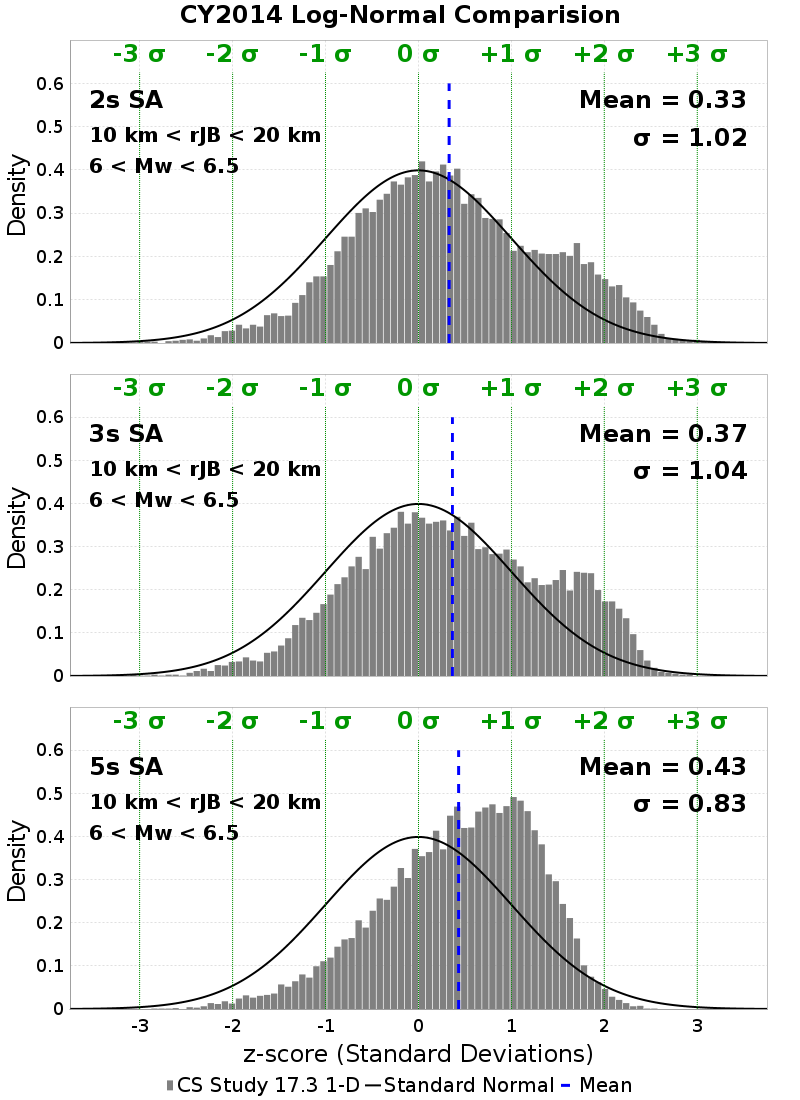 CY2014 Log-Normal Comparision
-3 σ -2 σ -1 σ 0 σ +1 σ +2 σ +3 σ
0.6
2s SA Mean = 0.33
0.5
10 km < rJB < 20 km σ = 1.02
6 < Mw < 6.5
0.4
Density
0.3
0.2
0.1
0
-3 σ -2 σ -1 σ 0 σ +1 σ +2 σ +3 σ
0.6
3s SA Mean = 0.37
0.5
10 km < rJB < 20 km σ = 1.04
6 < Mw < 6.5
0.4
Density
0.3
0.2
0.1
0
-3 σ -2 σ -1 σ 0 σ +1 σ +2 σ +3 σ
0.6
5s SA Mean = 0.43
0.5
10 km < rJB < 20 km σ = 0.83
6 < Mw < 6.5
0.4
Density
0.3
0.2
0.1
0
-3 -2 -1 0 1 2 3
z-score (Standard Deviations)
CS Study 17.3 1-D Standard Normal Mean